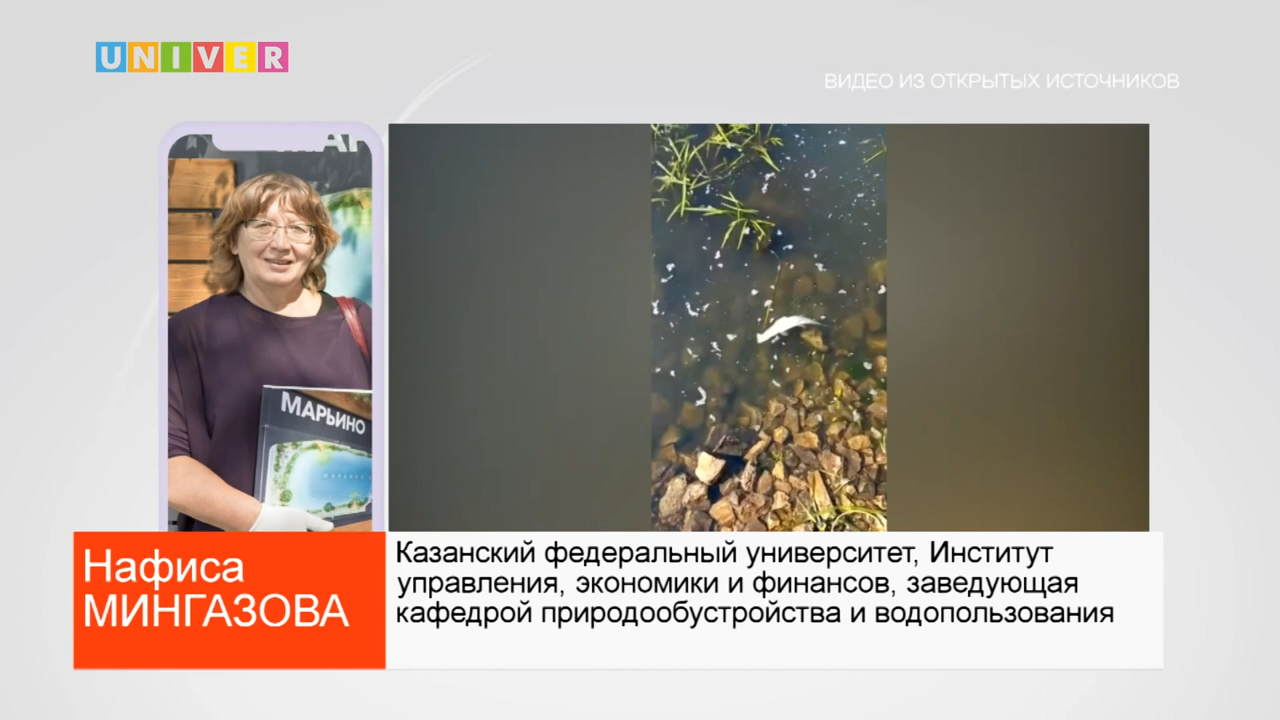 UNIVER
ВИДЕО ИЗ ОТКРЫТЫХ ИСТОЧНИКОВ
МАРЬИНО
Нафиса
МИНГАЗОВА
Казанский федеральный университет, Институт
управления, экономики и финансов, заведующая
кафедрой природообустройства и водопользования